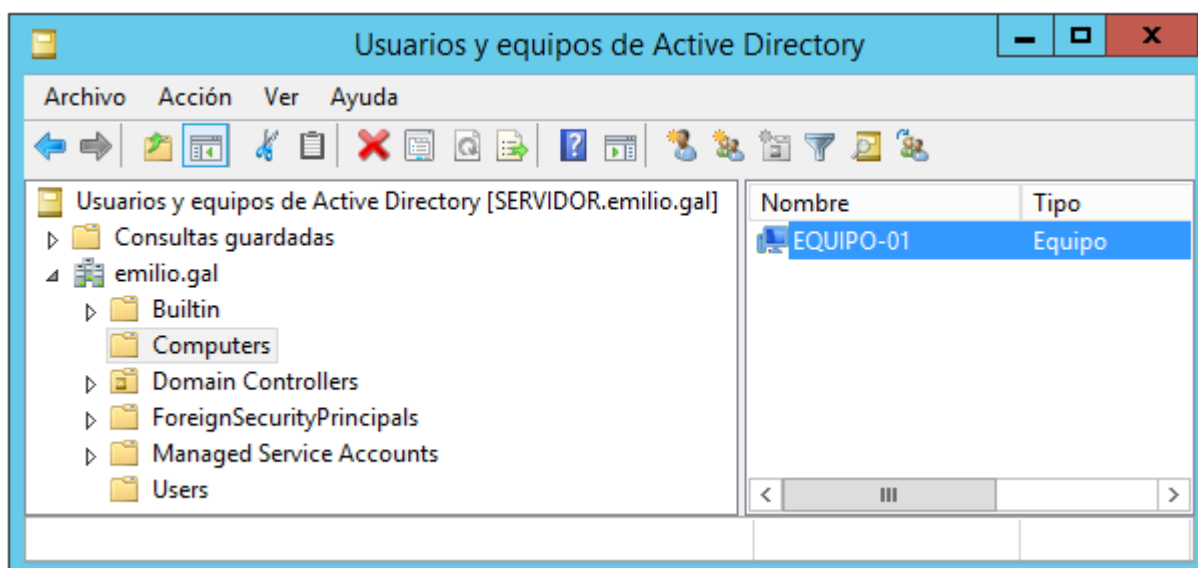 Usuarios y equipos de Active Directory
Archivo Acción Ver Ayuda
Usuarios y equipos de Active Directory [SERVIDOR.emilio.gal]
Consultas guardadas
emilio.gal
Builtin
Computers
Domain Controllers
ForeignSecurityPrincipals
Managed Service Accounts
Users
Nombre Tipo
EQUIPO-01 Equipo